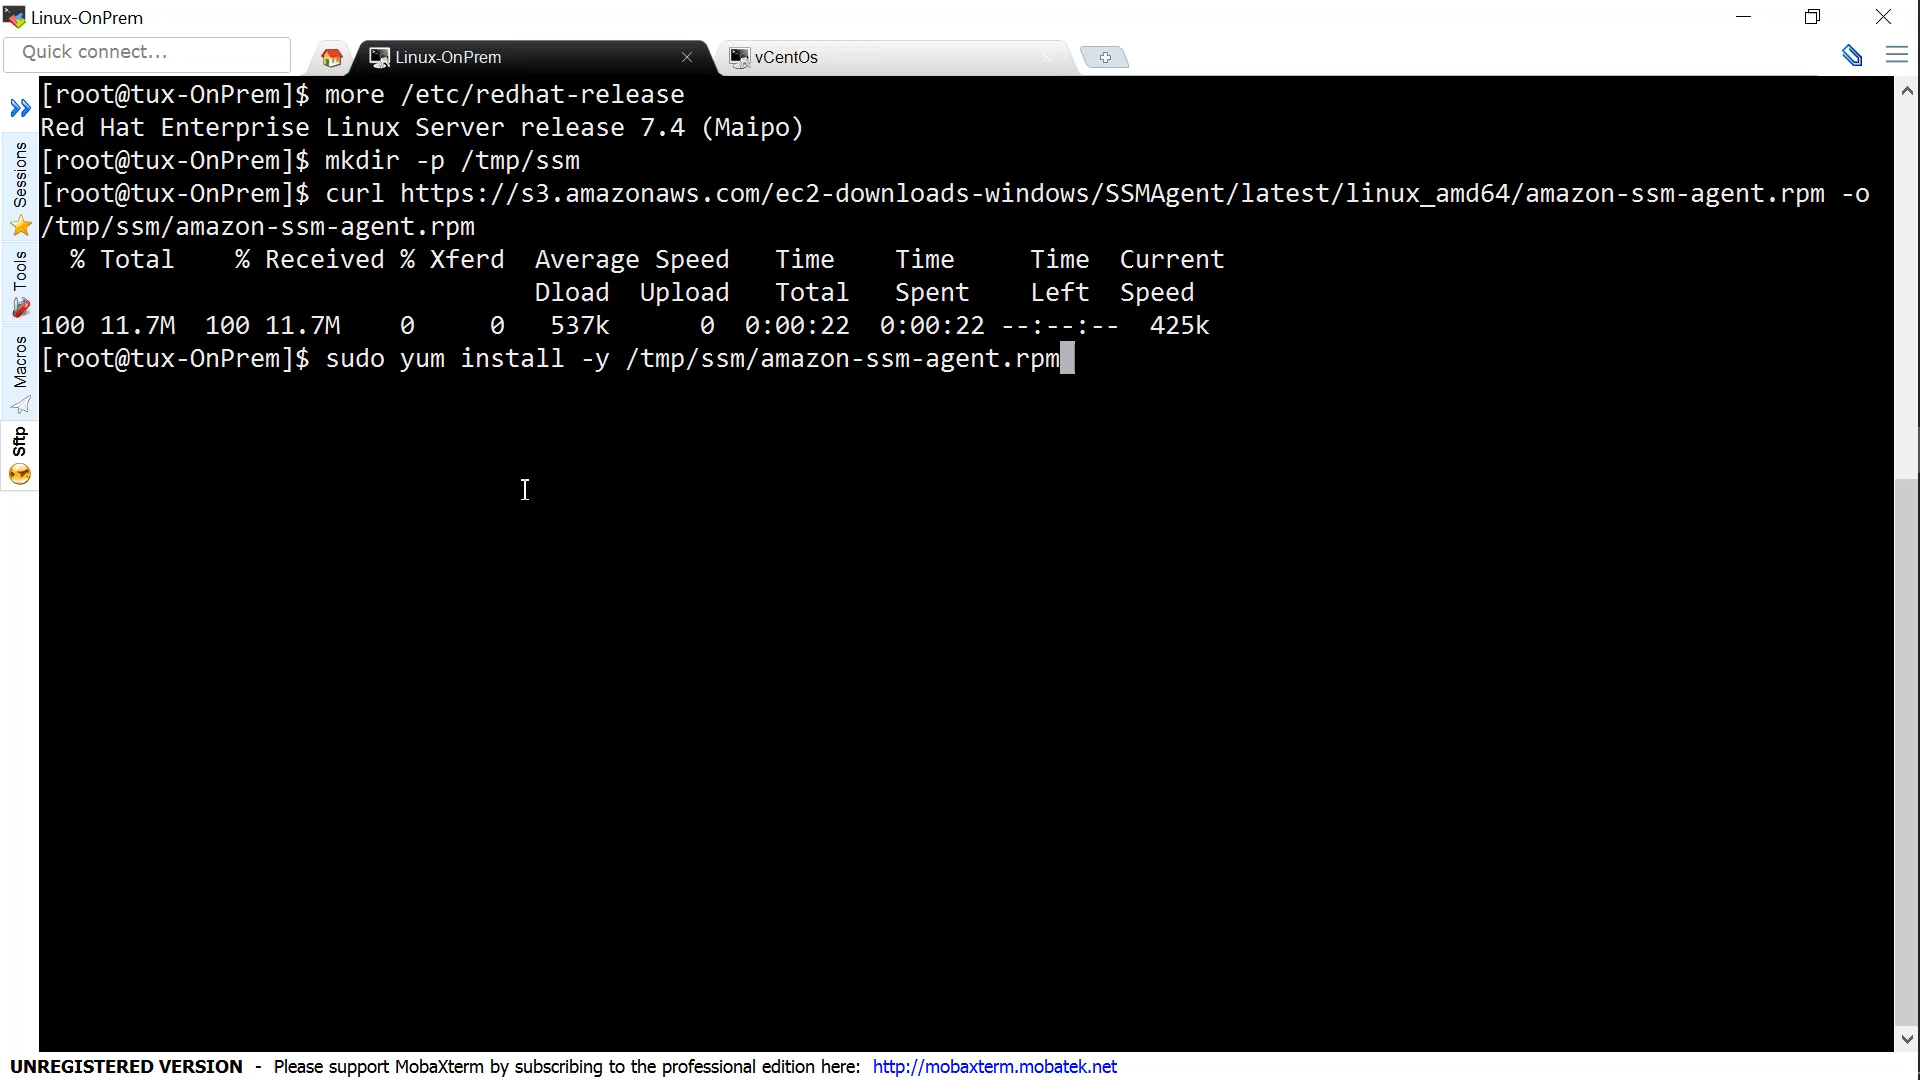 Linux-OnPrem
Quick connect...
Linux-OnPrem
vCentOs
Sessions
Tools
Macros
Sftp
[root@tux-OnPrem]$ more /etc/redhat-release
Red Hat Enterprise Linux Server release 7.4 (Maipo)
[root@tux-OnPrem]$ mkdir -p /tmp/ssm
[root@tux-OnPrem]$ curl https://s3.amazonaws.com/ec2-downloads-windows/SSMAgent/latest/linux_amd64/amazon-ssm-agent.rpm -o
/tmp/ssm/amazon-ssm-agent.rpm
  % Total    % Received % Xferd  Average Speed   Time    Time     Time  Current
                                 Dload  Upload   Total   Spent    Left  Speed
100 11.7M  100 11.7M    0     0   537k      0  0:00:22  0:00:22 --:--:--  425k
[root@tux-OnPrem]$ sudo yum install -y /tmp/ssm/amazon-ssm-agent.rpm
UNREGISTERED VERSION - Please support MobaXterm by subscribing to the professional edition here: http://mobaxterm.mobatek.net